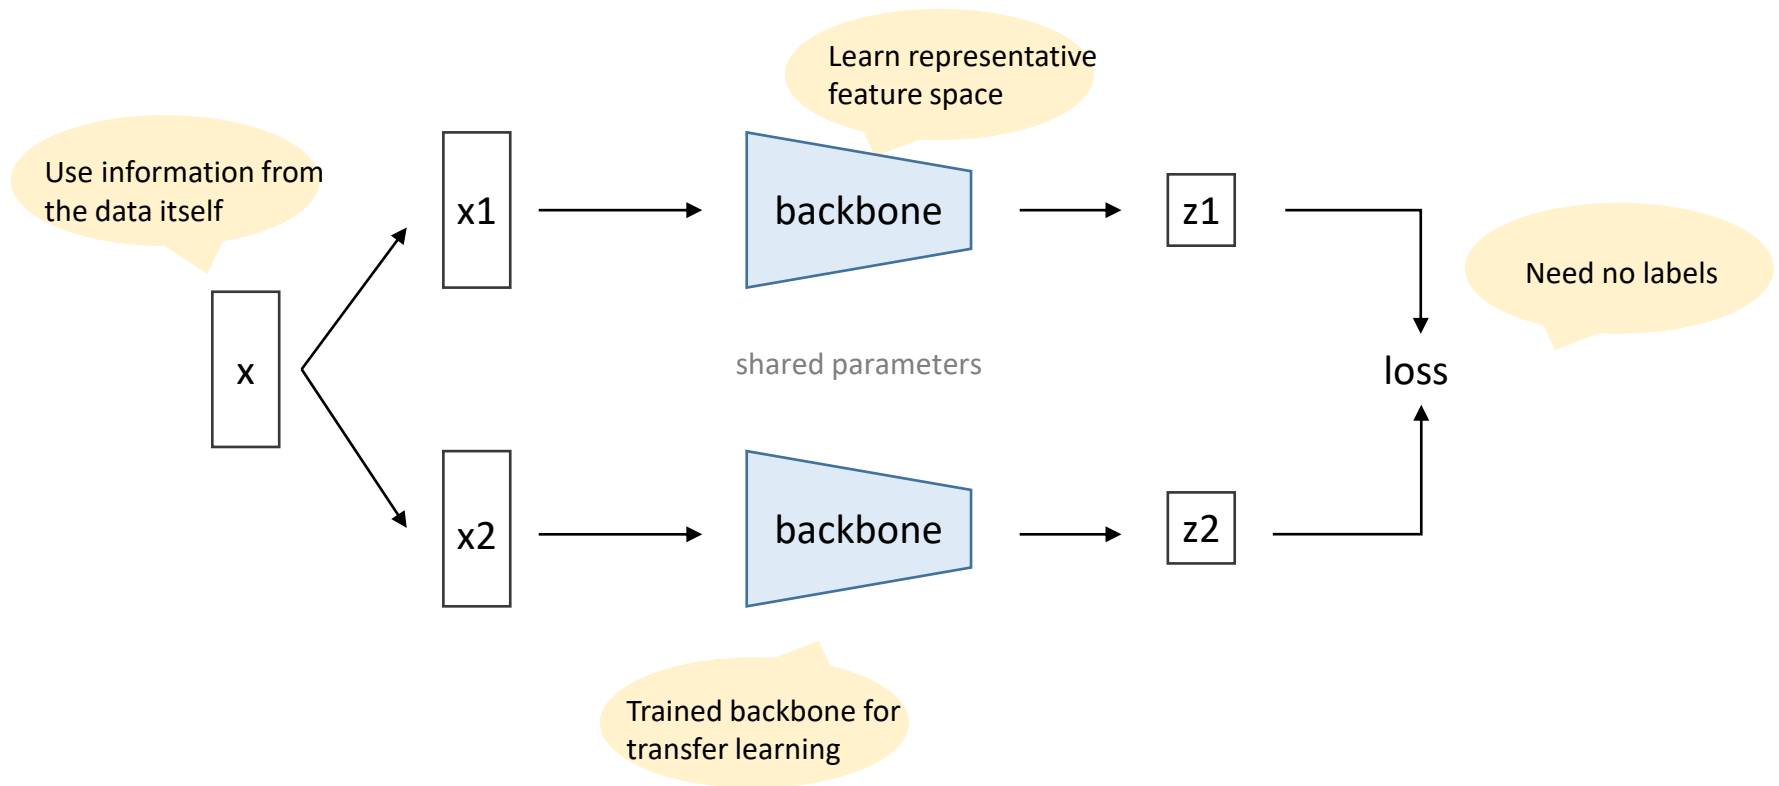 Learn representative
feature space
Use information from
the data itself
x1
backbone
z1
Need no labels
x
shared parameters
loss
x2
backbone
z2
Trained backbone for
transfer learning